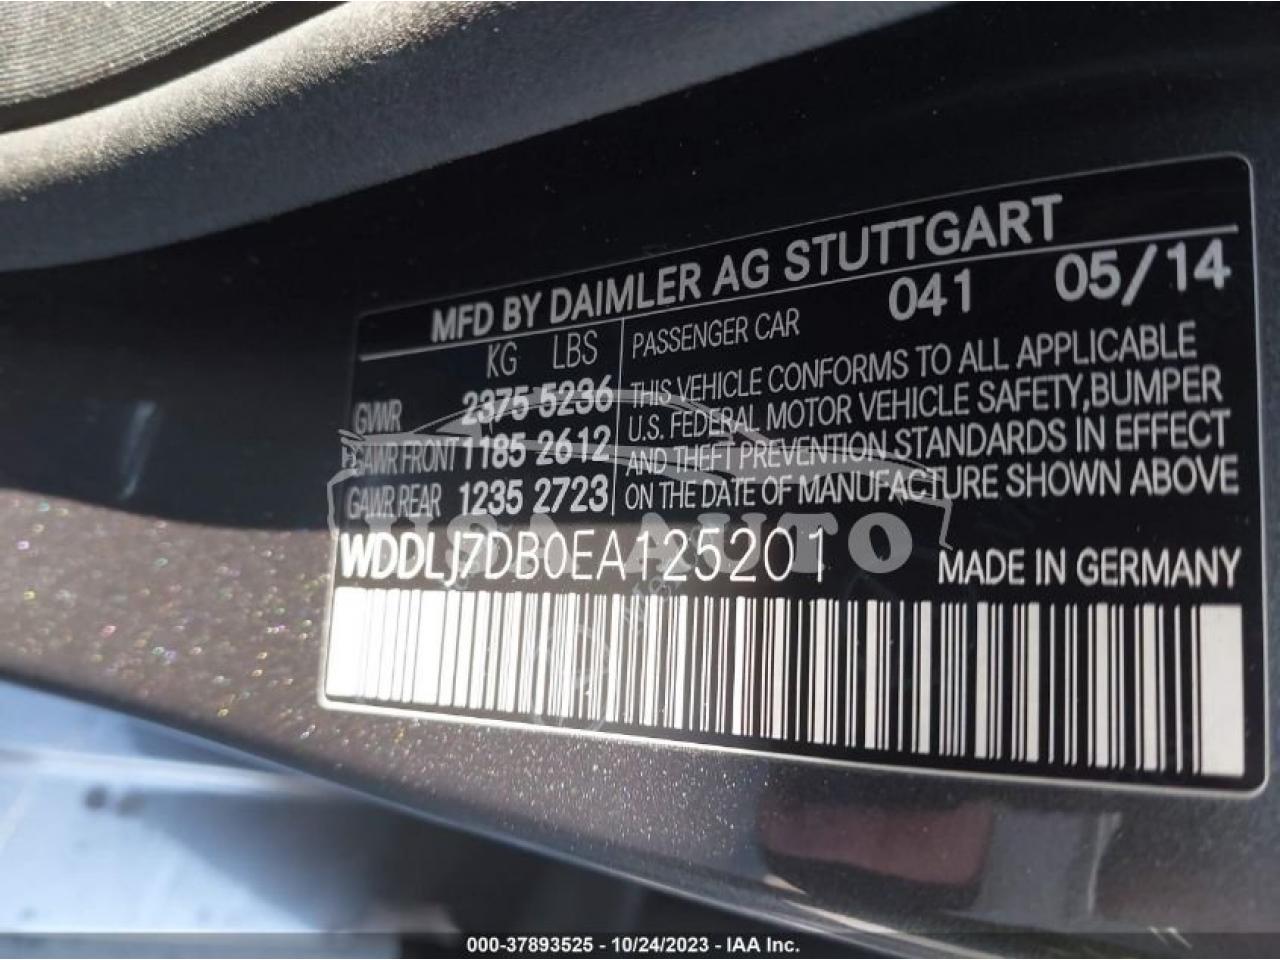 MFD BY DAIMLER AG STUTTGART
KG LBS PASSENGER CAR 041 05/14
GVWR 2375 5236 THIS VEHICLE CONFORMS TO ALL APPLICABLE
GAWR FRONT 1185 2612 U.S. FEDERAL MOTOR VEHICLE SAFETY,BUMPER
GAWR REAR 1235 2723 AND THEFT PREVENTION STANDARDS IN EFFECT
ON THE DATE OF MANUFACTURE SHOWN ABOVE
USA AUTO
WDDLJ7DB0EA125201 MADE IN GERMANY
000-37893525 - 10/24/2023 - IAA Inc.